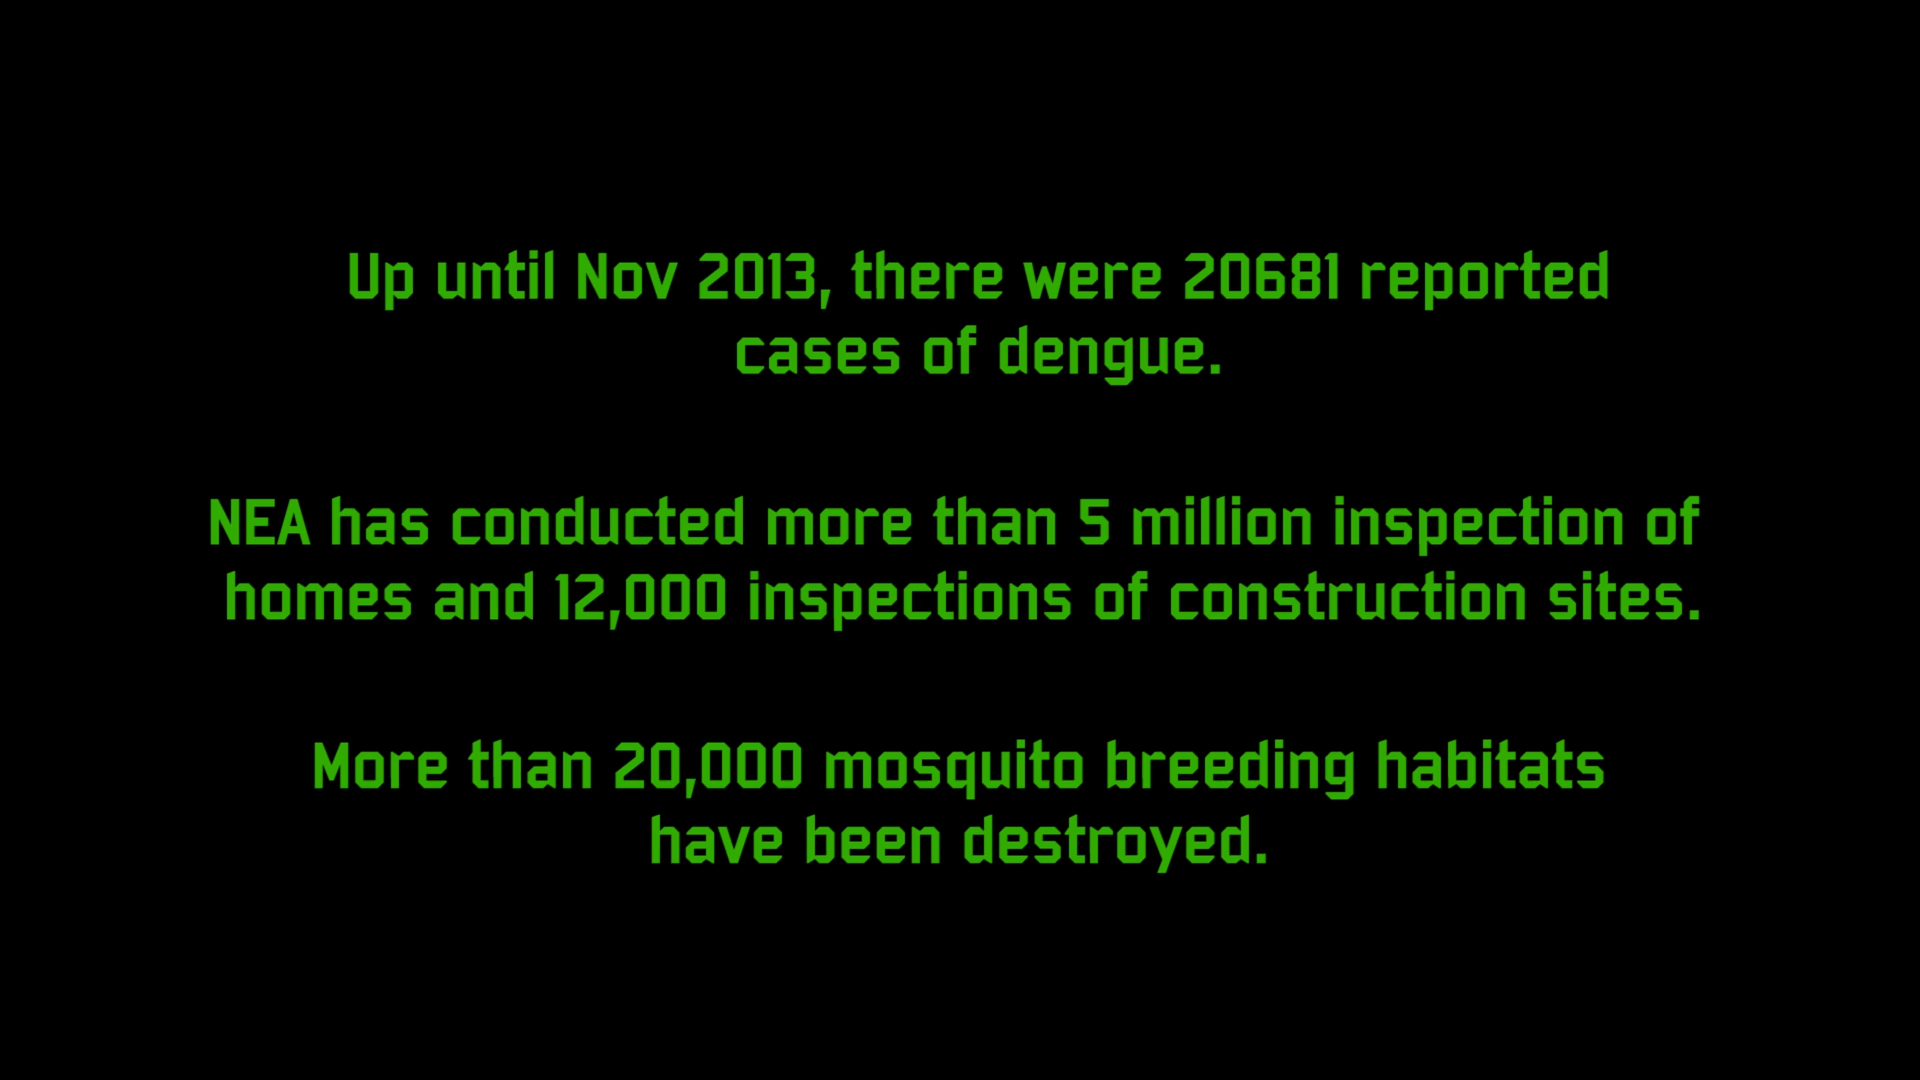 Up until Nov 2013, there were 20681 reported
cases of dengue.
NEA has conducted more than 5 million inspection of
homes and 12,000 inspections of construction sites.
More than 20,000 mosquito breeding habitats
have been destroyed.